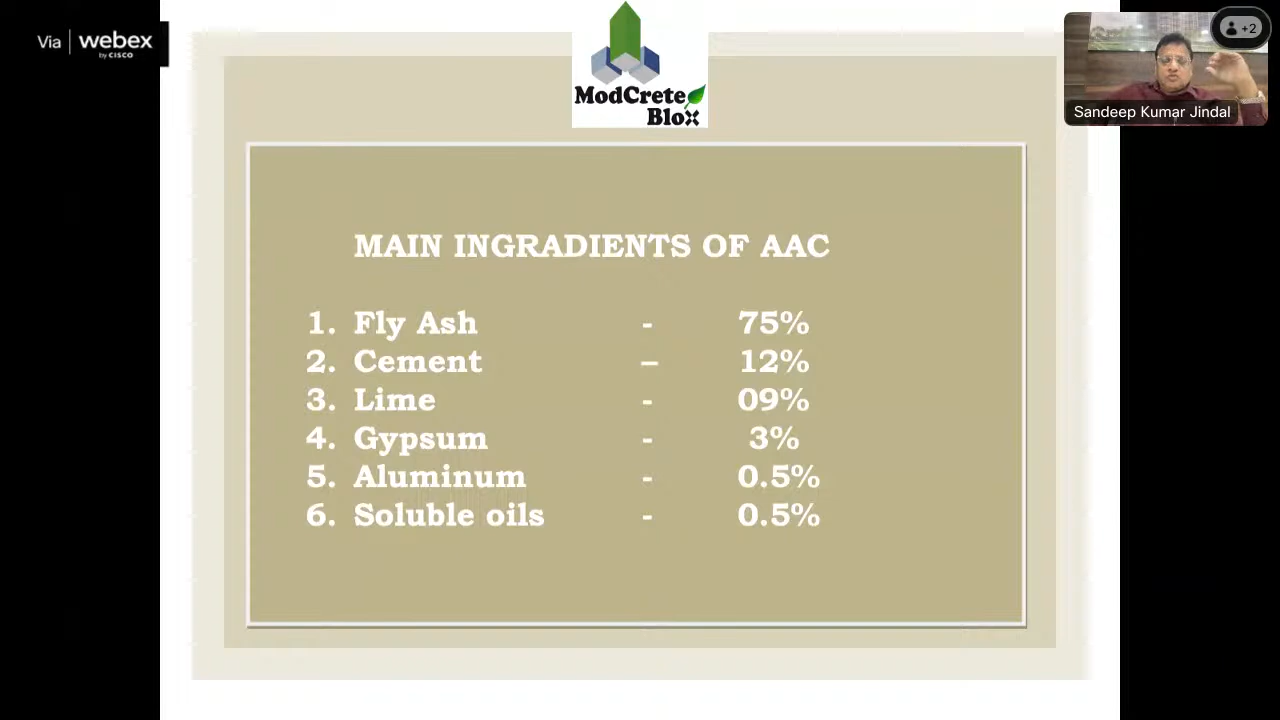 Via webex
by CISCO
+2
Sandeep Kumar Jindal
ModCrete
Blox
MAIN INGRADIENTS OF AAC
1. Fly Ash - 75%
2. Cement – 12%
3. Lime - 09%
4. Gypsum - 3%
5. Aluminum - 0.5%
6. Soluble oils - 0.5%